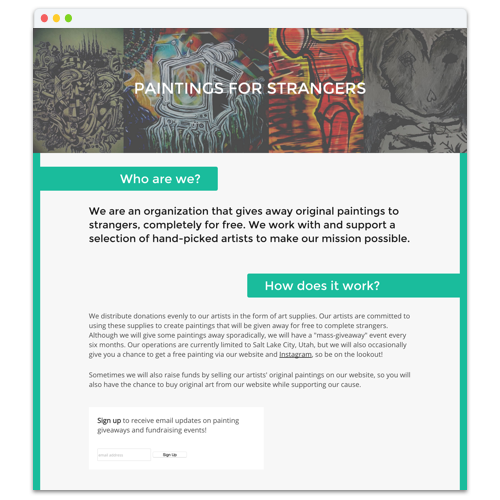 PAINTINGS FOR STRANGERS
Who are we?
We are an organization that gives away original paintings to
strangers, completely for free. We work with and support a
selection of hand-picked artists to make our mission possible.
How does it work?
We distribute donations evenly to our artists in the form of art supplies. Our artists are committed to
using these supplies to create paintings that will be given away for free to complete strangers.
Although we will give some paintings away sporadically, we will have a "mass-giveaway" event every
six months. Our operations are currently limited to Salt Lake City, Utah, but we will also occasionally
give you a chance to get a free painting via our website and Instagram, so be on the lookout!
Sometimes we will also raise funds by selling our artists' original paintings on our website, so you will
also have the chance to buy original art from our website while supporting our cause.
Sign up to receive email updates on painting
giveaways and fundraising events!
email address Sign Up